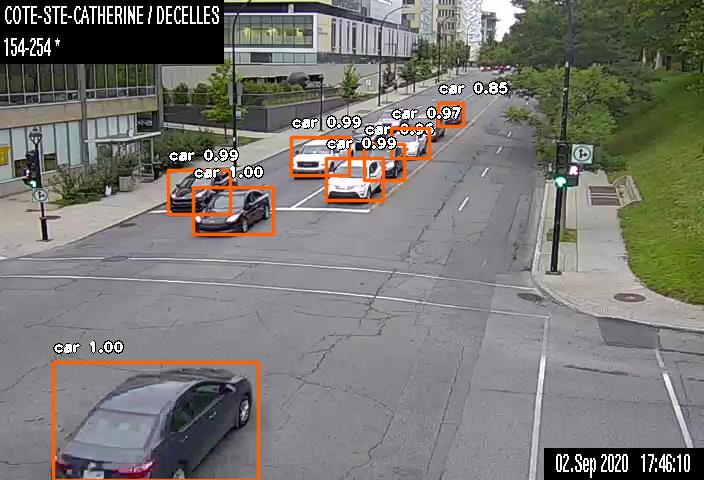 COTE-STE-CATHERINE / DECELLES
154-254 *
car 0.85
car 0.97
car 0.99
car 0.99
car 0.99
car 1.00
car 1.00
02.Sep 2020 17:46:10